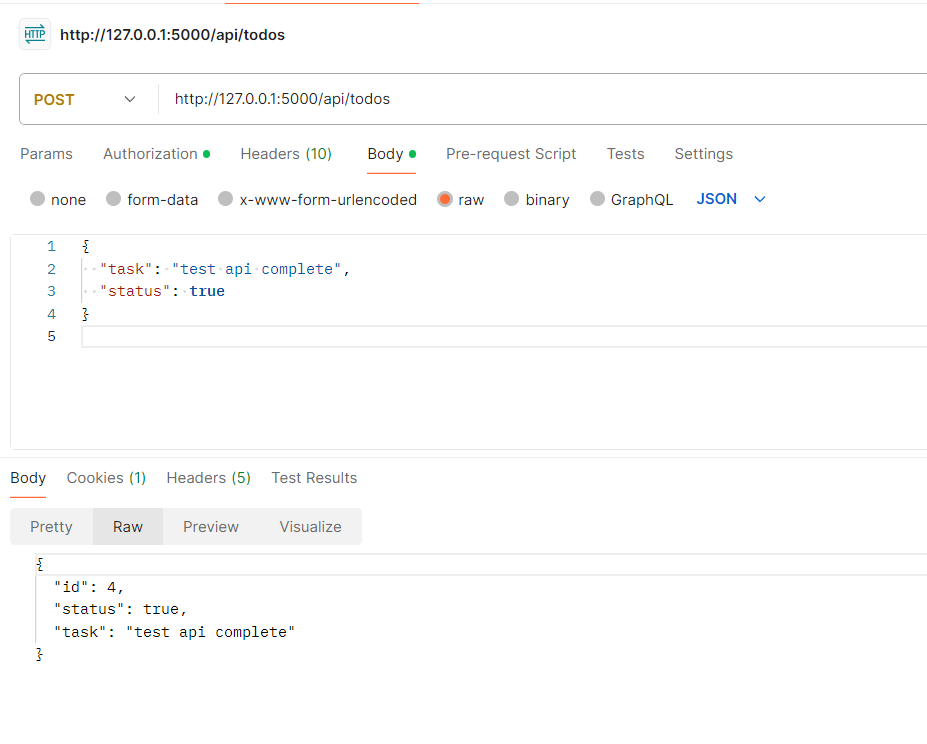 HTTP http://127.0.0.1:5000/api/todos
POST http://127.0.0.1:5000/api/todos
Params Authorization Headers (10) Body Pre-request Script Tests Settings
none form-data x-www-form-urlencoded raw binary GraphQL JSON
1 {
2 "task": "test api complete",
3 "status": true
4 }
5
Body Cookies (1) Headers (5) Test Results
Pretty Raw Preview Visualize
{
"id": 4,
"status": true,
"task": "test api complete"
}